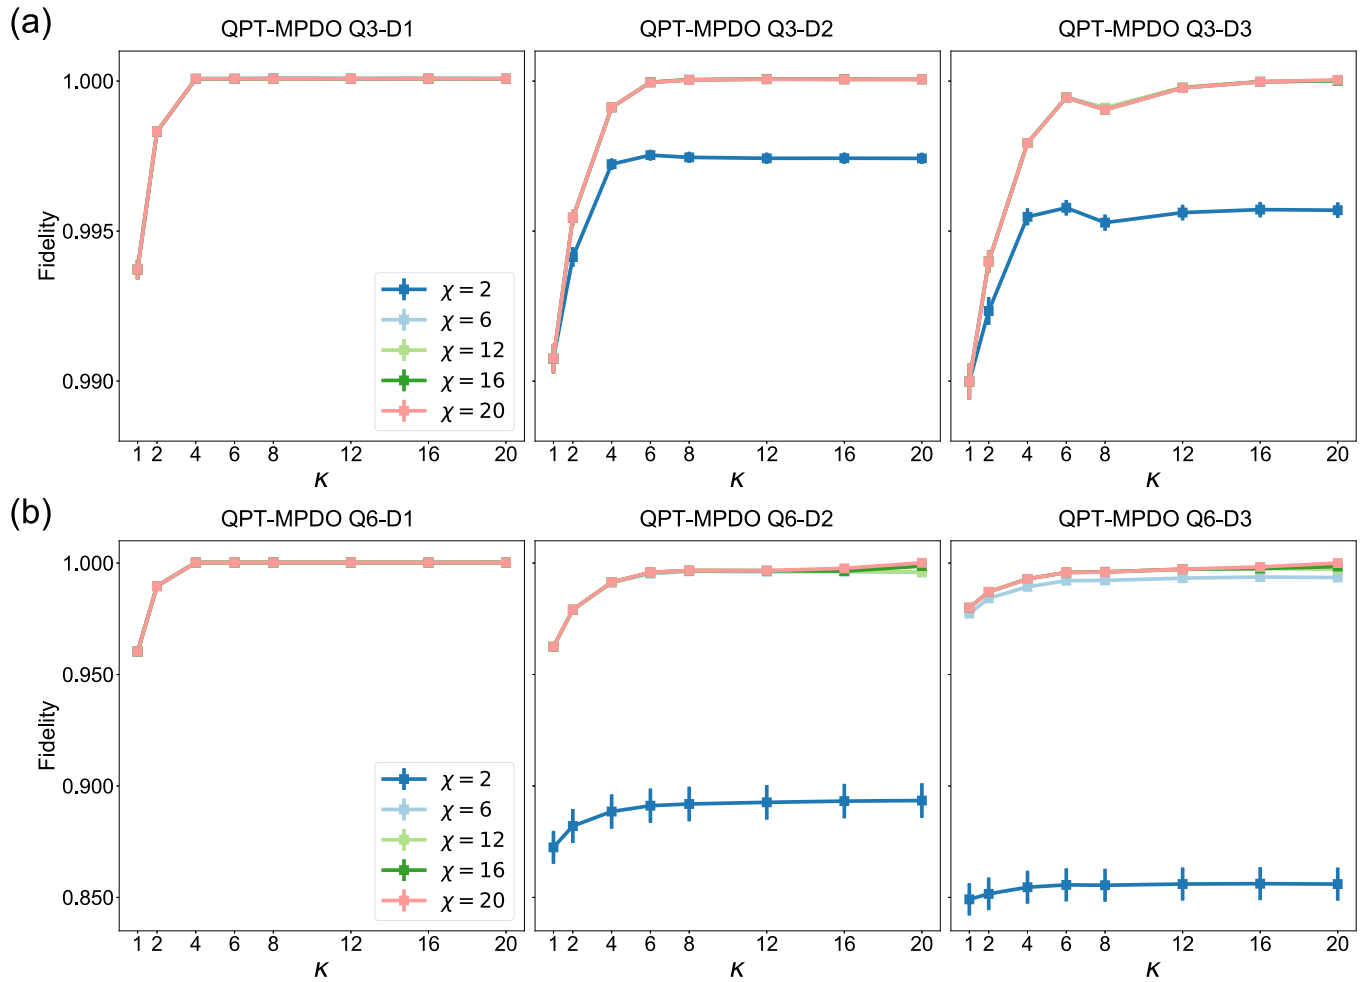 (a)
QPT-MPDO Q3-D1
QPT-MPDO Q3-D2
QPT-MPDO Q3-D3
Fidelity
1.000
0.995
0.990
χ = 2
χ = 6
χ = 12
χ = 16
χ = 20
1 2 4 6 8 12 16 20
1 2 4 6 8 12 16 20
1 2 4 6 8 12 16 20
κ
κ
κ
(b)
QPT-MPDO Q6-D1
QPT-MPDO Q6-D2
QPT-MPDO Q6-D3
Fidelity
1.000
0.950
0.900
0.850
χ = 2
χ = 6
χ = 12
χ = 16
χ = 20
1 2 4 6 8 12 16 20
1 2 4 6 8 12 16 20
1 2 4 6 8 12 16 20
κ
κ
κ